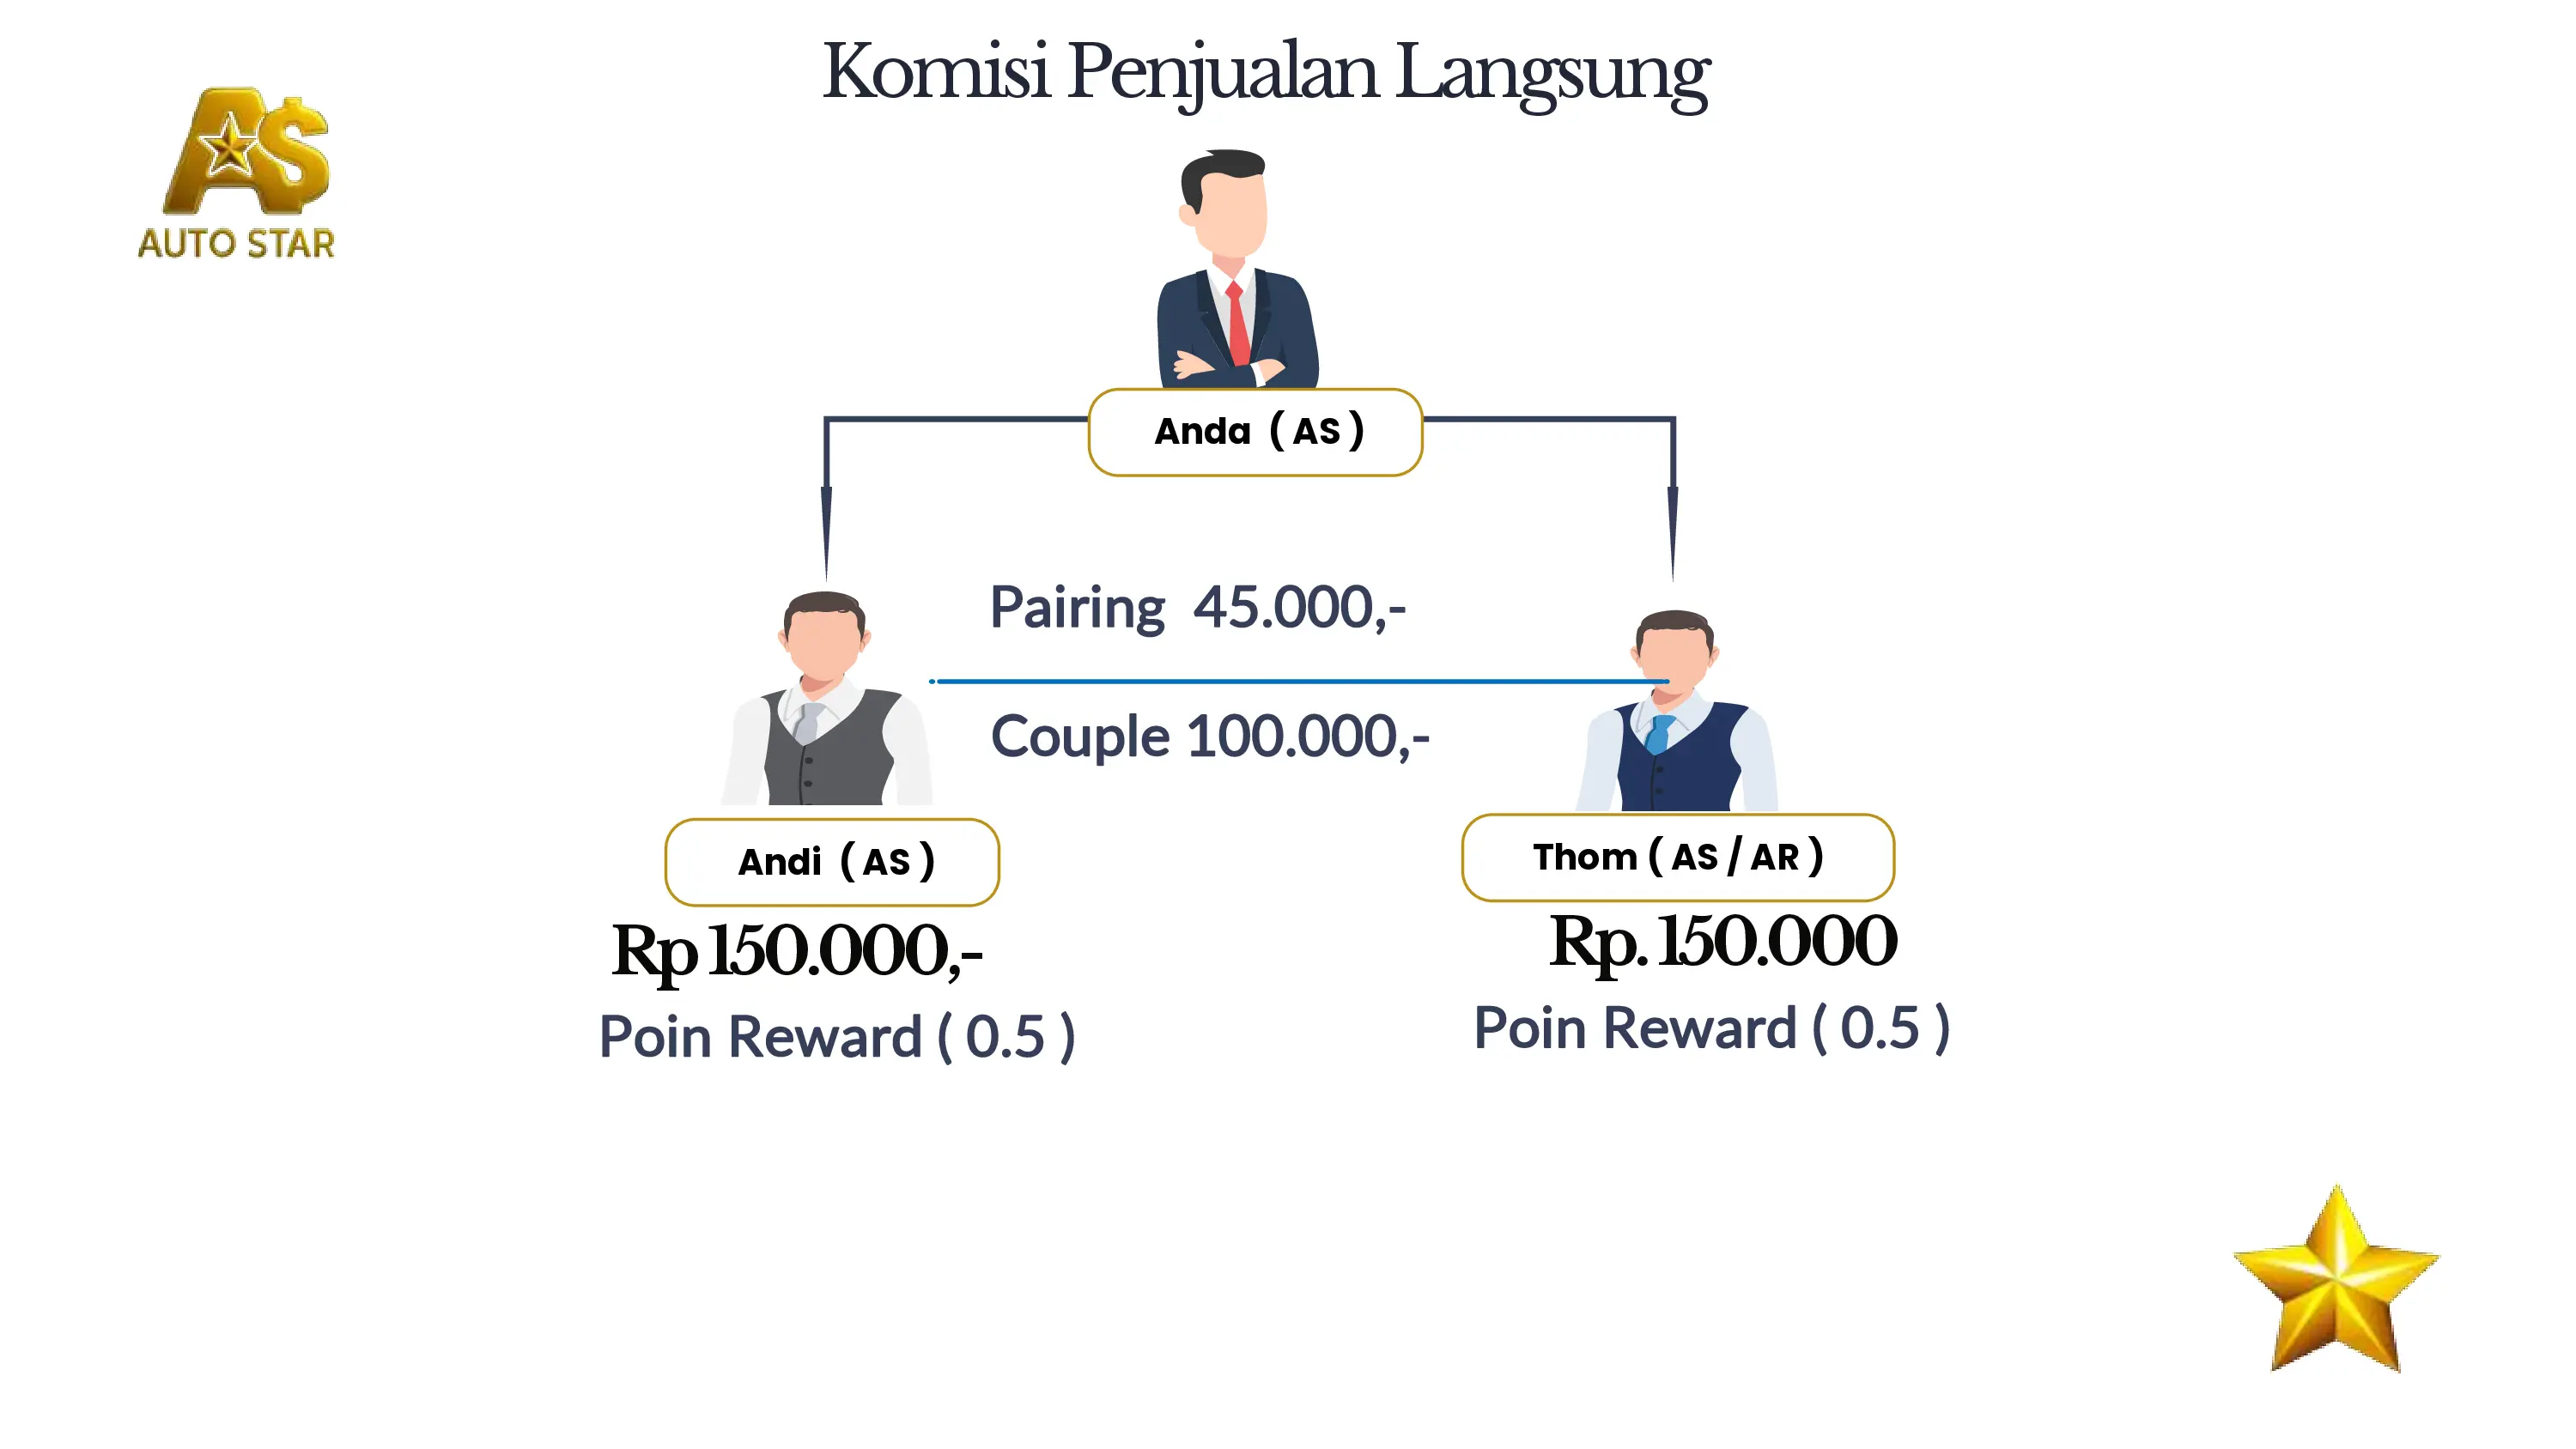 Komisi Penjualan Langsung
A$
AUTO STAR
Anda ( AS )
Pairing 45.000,-
Couple 100.000,-
Andi ( AS )
Thom ( AS / AR )
Rp 150.000,-
Rp. 150.000
Poin Reward ( 0.5 )
Poin Reward ( 0.5 )